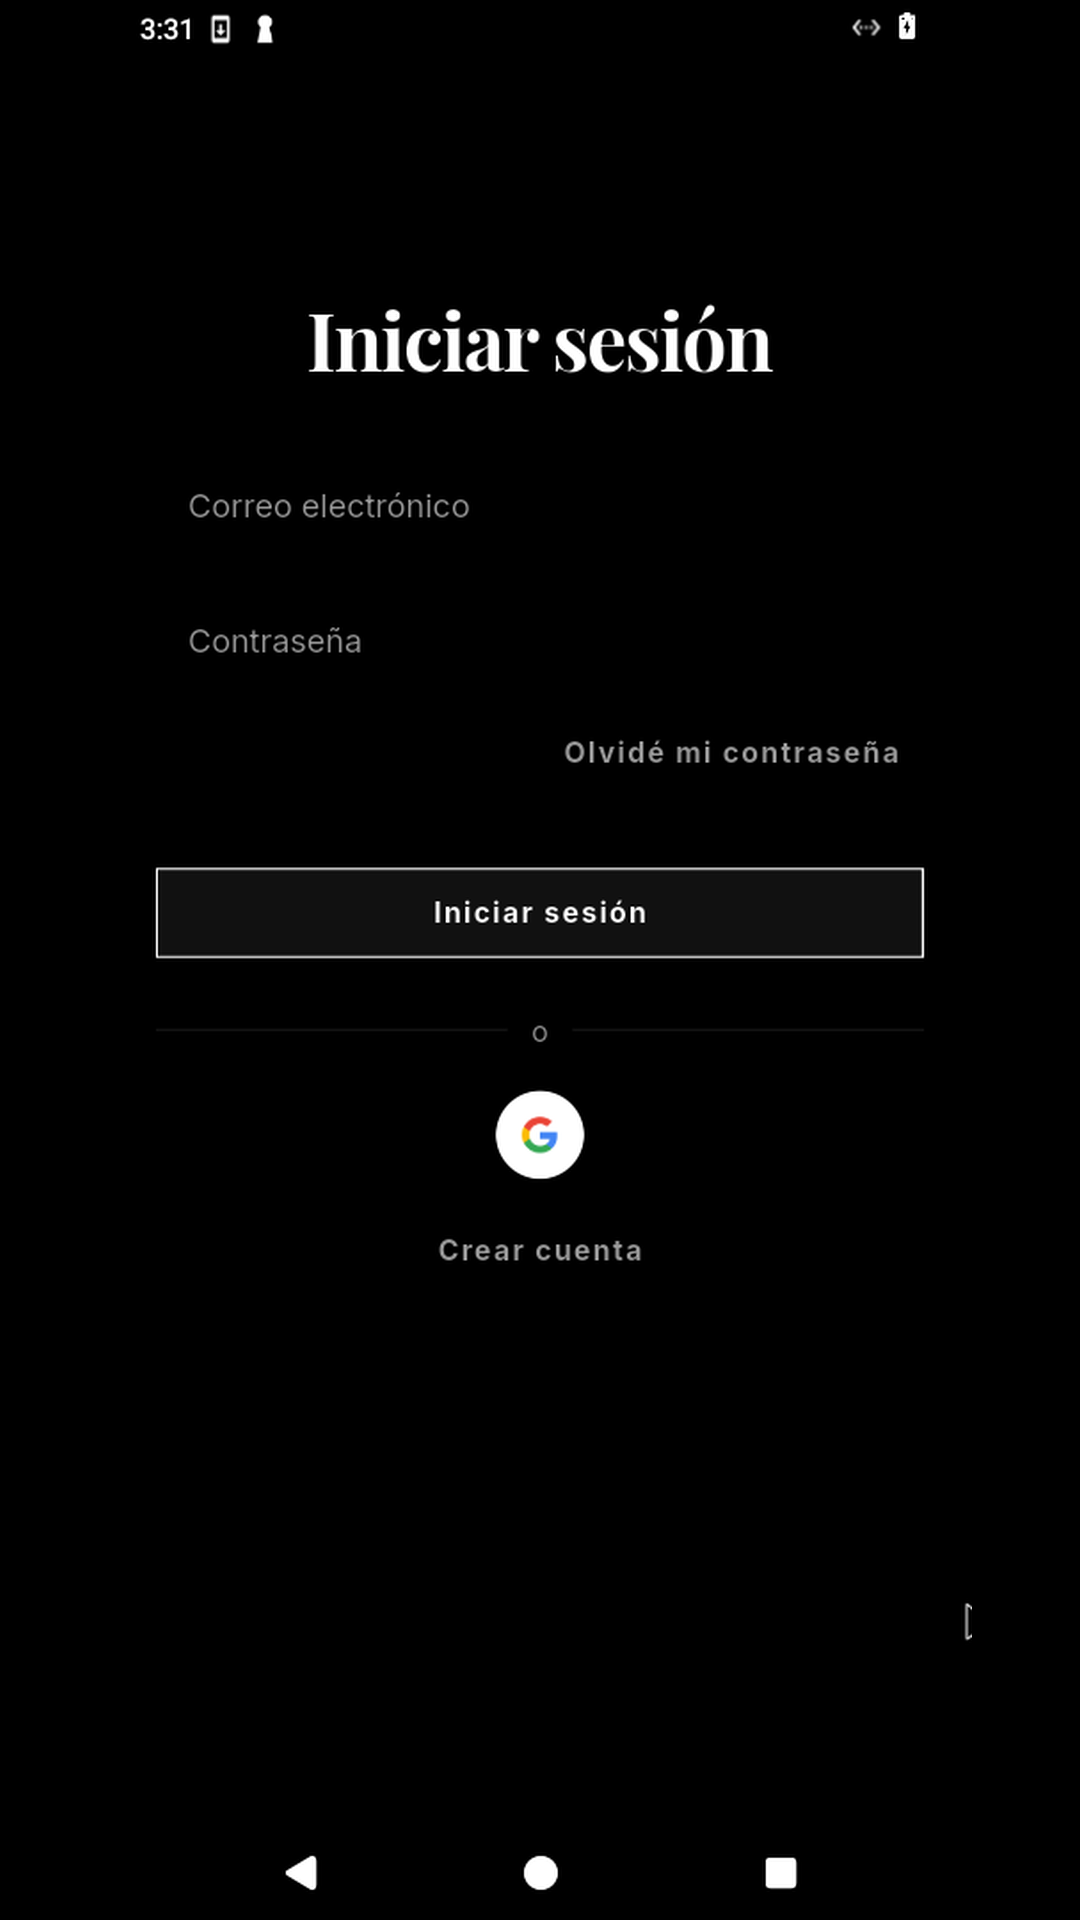 3:31
Iniciar sesión
Correo electrónico
Contraseña
Olvidé mi contraseña
Iniciar sesión
o
Crear cuenta